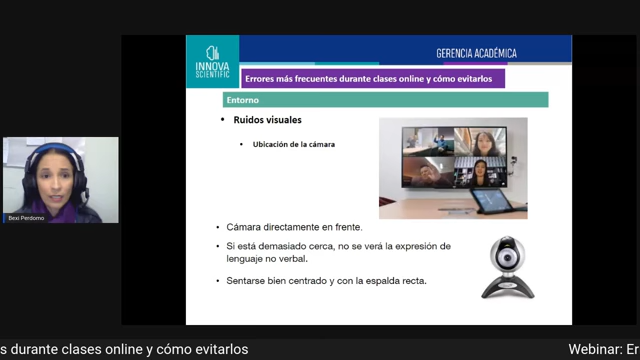 INNOVA
SCIENTIFIC
GERENCIA ACADÉMICA
Errores más frecuentes durante clases online y cómo evitarlos
Entorno
• Ruidos visuales
• Ubicación de la cámara
Bexi Perdomo
• Cámara directamente en frente.
• Si está demasiado cerca, no se verá la expresión de
lenguaje no verbal.
• Sentarse bien centrado y con la espalda recta.
s durante clases online y cómo evitarlos
Webinar: Er